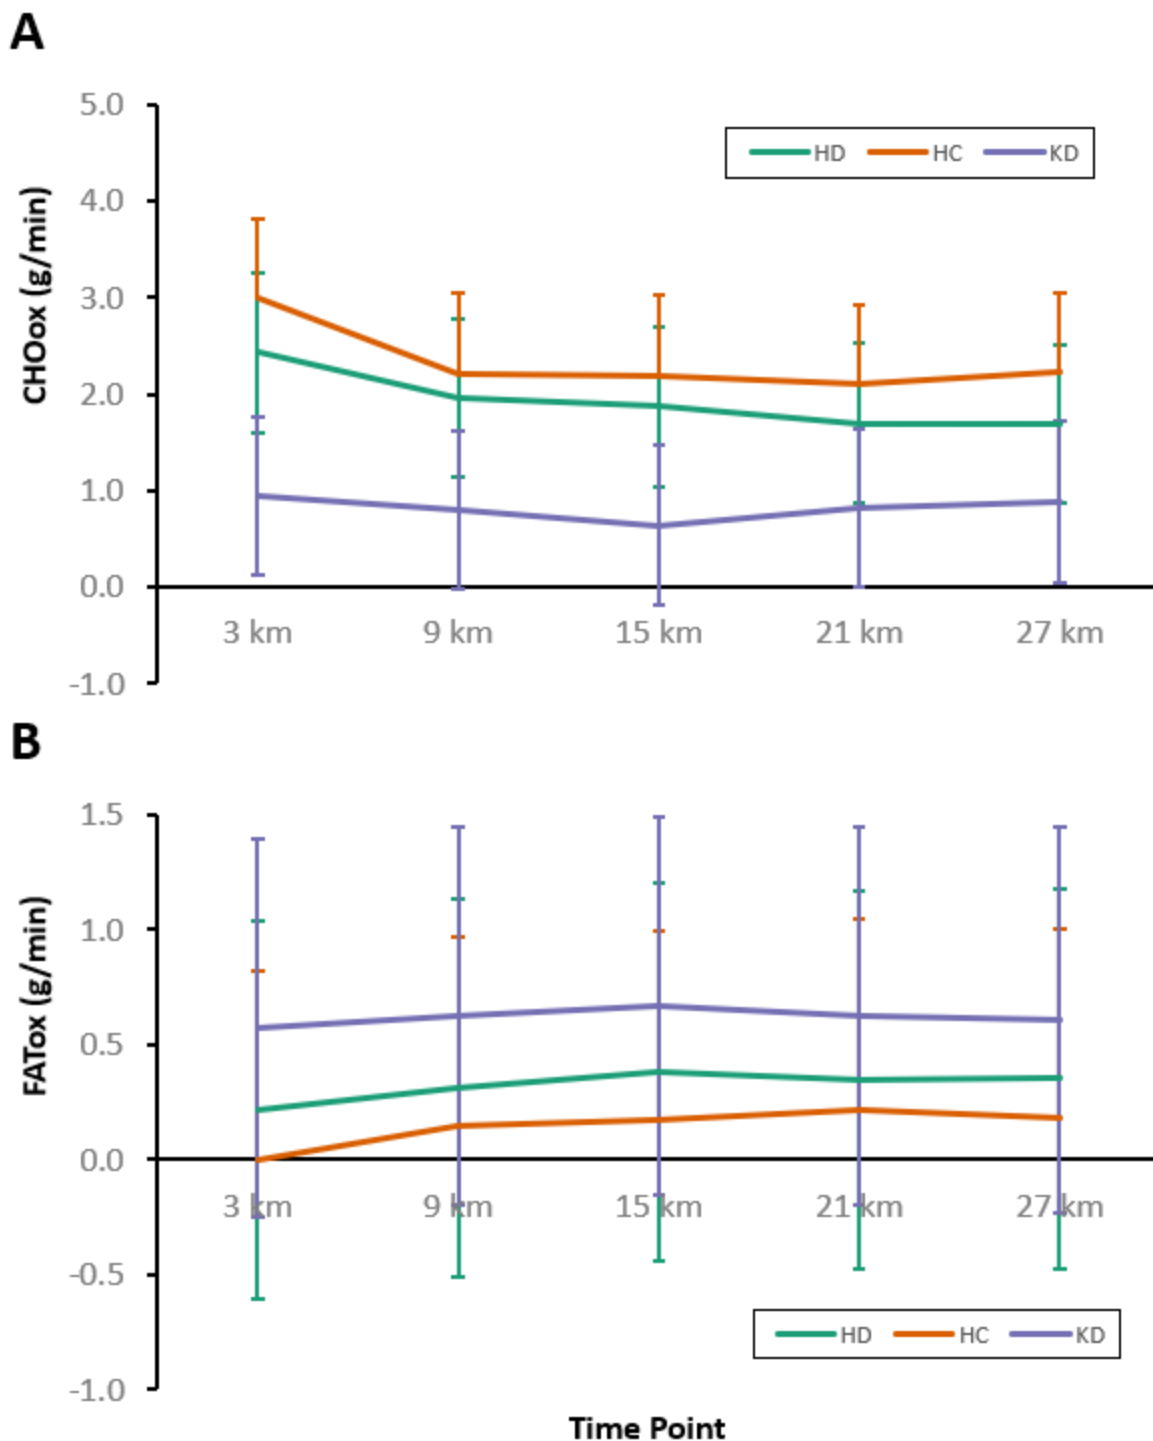 A
5.0
HD HC KD
4.0
3.0
CHOox (g/min)
2.0
1.0
0.0
3 km 9 km 15 km 21 km 27 km
-1.0
B
1.5
1.0
FATox (g/min)
0.5
0.0
3 km 9 km 15 km 21 km 27 km
-0.5
HD HC KD
-1.0
Time Point